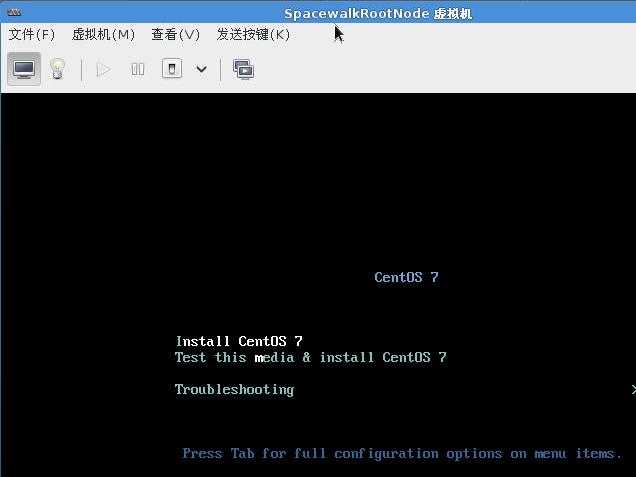 SpacewalkRootNode 虚拟机
文件(F) 虚拟机(M) 查看(V) 发送按键(K)
CentOS 7
Install CentOS 7
Test this media & install CentOS 7
Troubleshooting >
Press Tab for full configuration options on menu items.